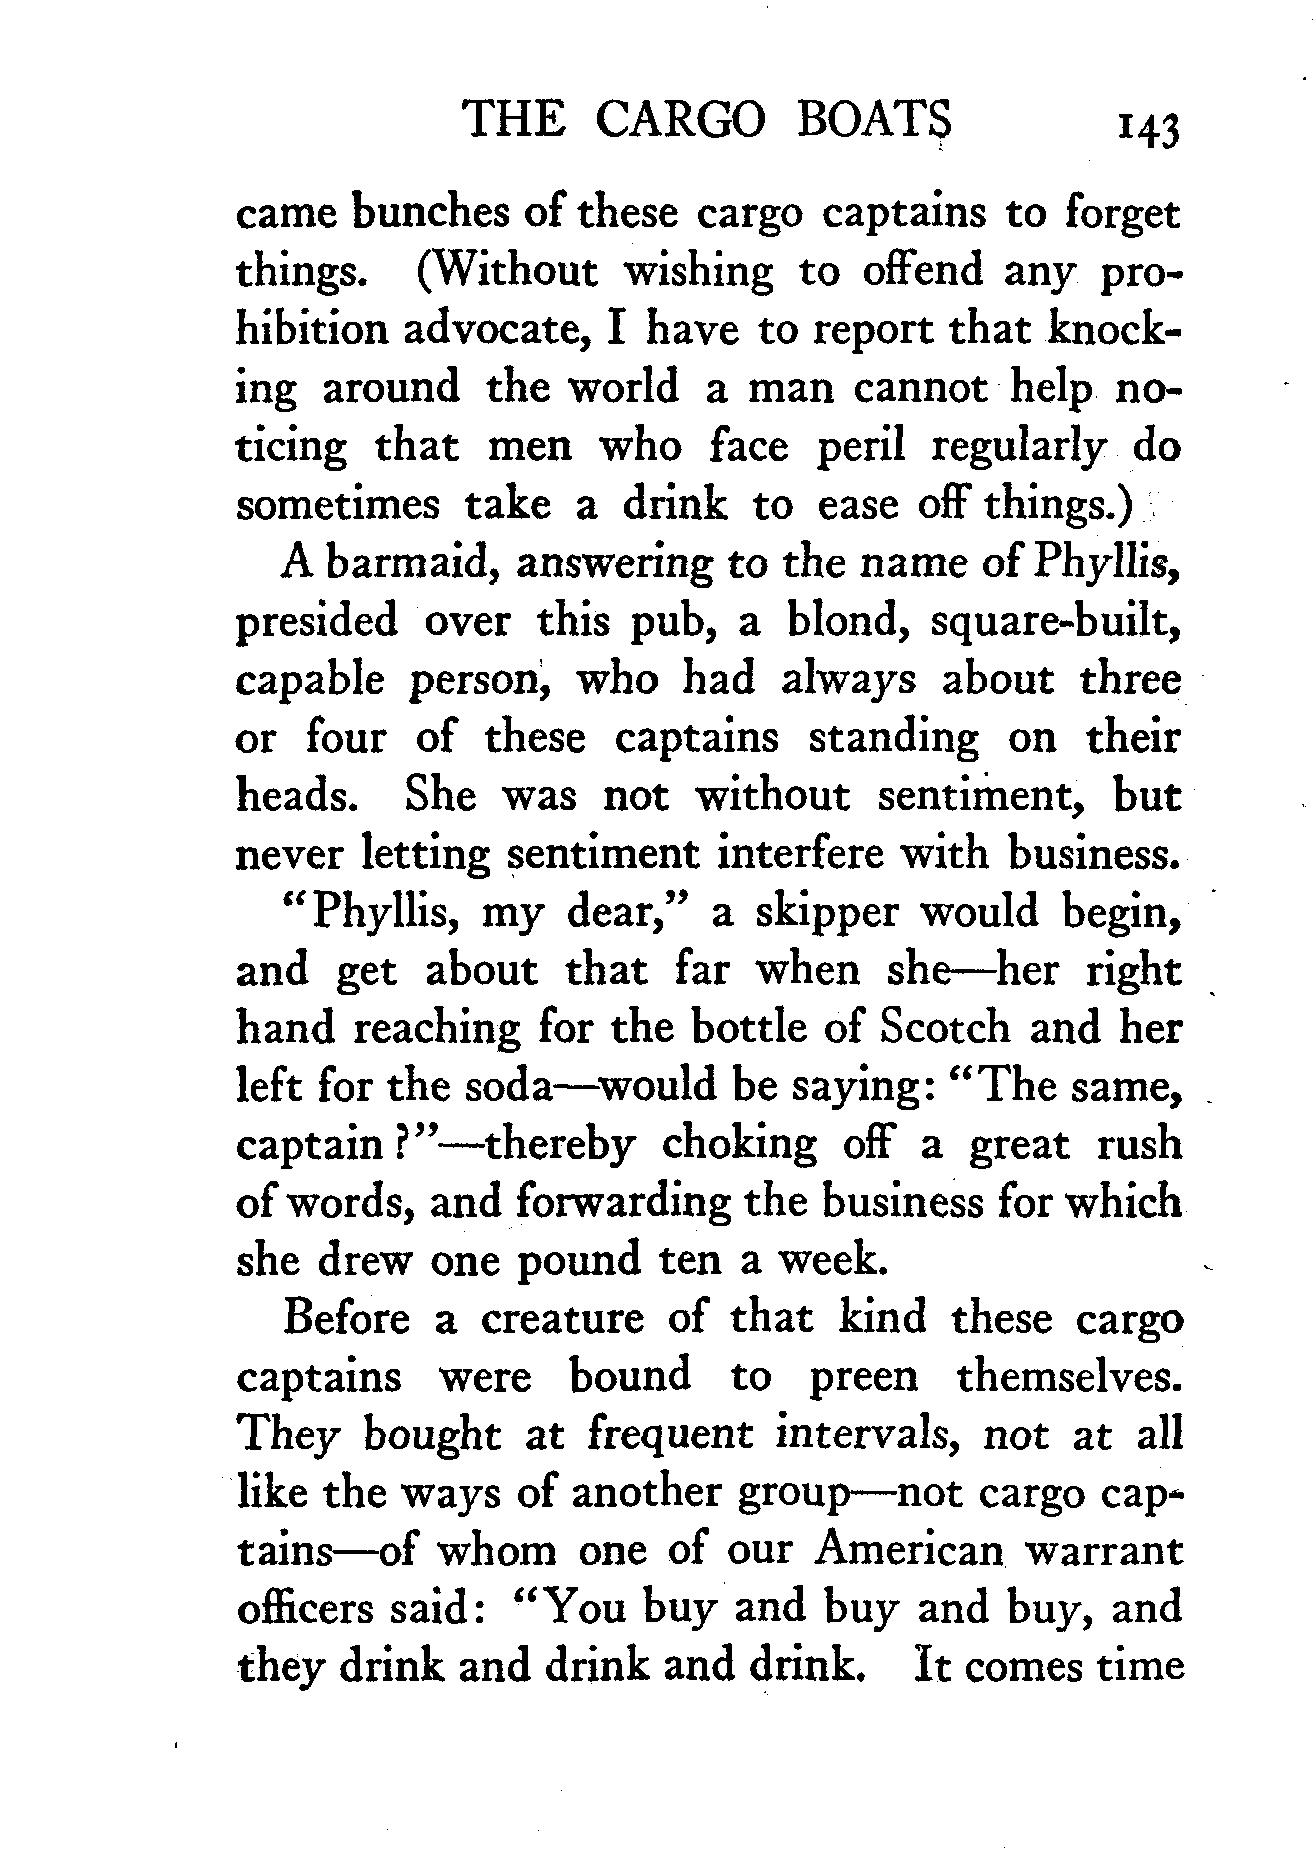 THE CARGO BOATS 143
came bunches of these cargo captains to forget
things. (Without wishing to offend any pro-
hibition advocate, I have to report that knock-
ing around the world a man cannot help no-
ticing that men who face peril regularly do
sometimes take a drink to ease off things.)
A barmaid, answering to the name of Phyllis,
presided over this pub, a blond, square-built,
capable person, who had always about three
or four of these captains standing on their
heads. She was not without sentiment, but
never letting sentiment interfere with business.
"Phyllis, my dear," a skipper would begin,
and get about that far when she—her right
hand reaching for the bottle of Scotch and her
left for the soda—would be saying: "The same,
captain?"—thereby choking off a great rush
of words, and forwarding the business for which
she drew one pound ten a week.
Before a creature of that kind these cargo
captains were bound to preen themselves.
They bought at frequent intervals, not at all
like the ways of another group—not cargo cap-
tains—of whom one of our American warrant
officers said: "You buy and buy and buy, and
they drink and drink and drink. It comes time